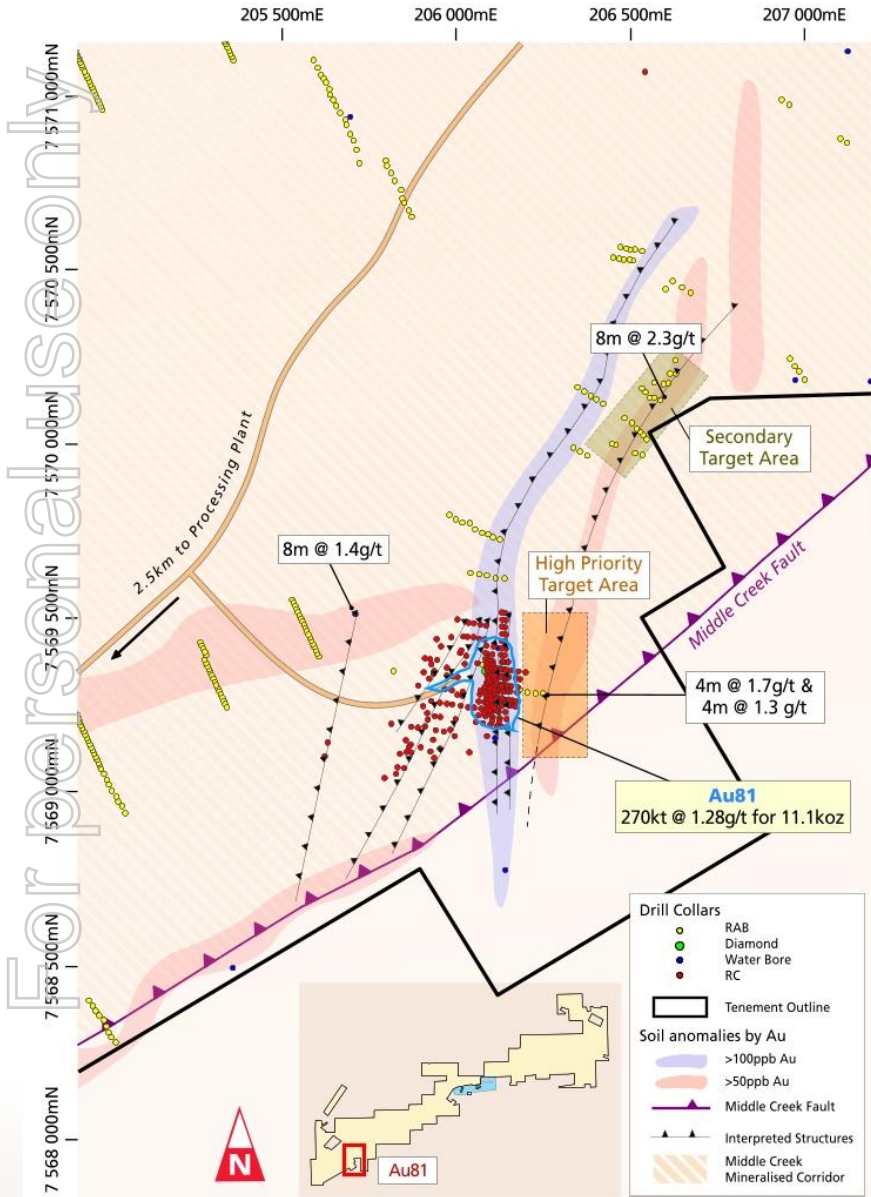 205 500mE
206 000mE
206 500mE
207 000mE
7 571 000mN
7 570 500mN
7 570 000mN
7 569 500mN
7 569 000mN
7 568 500mN
7 568 000mN
For personal use only
8m @ 2.3g/t
Secondary
Target Area
2.5km to Processing Plant
8m @ 1.4g/t
High Priority
Target Area
Middle Creek Fault
4m @ 1.7g/t &
4m @ 1.3 g/t
Au81
270kt @ 1.28g/t for 11.1koz
Drill Collars
RAB
Diamond
Water Bore
RC
Tenement Outline
Soil anomalies by Au
>100ppb Au
>50ppb Au
Middle Creek Fault
Interpreted Structures
Middle Creek
Mineralised Corridor
N
Au81